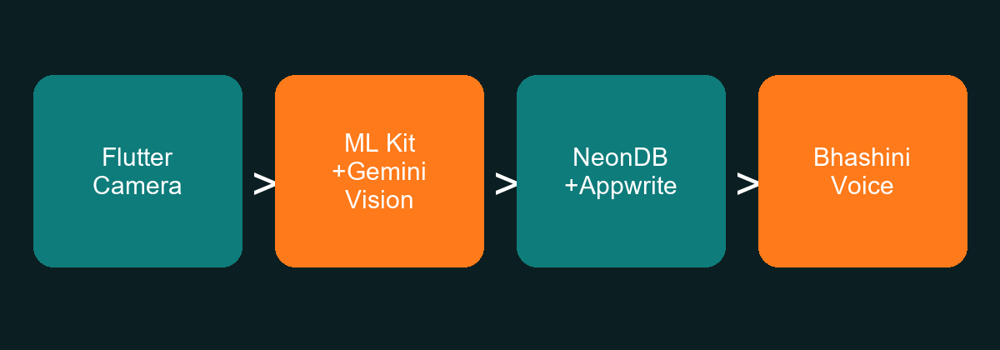 Flutter
Camera
>
ML Kit
+Gemini
Vision
>
NeonDB
+Appwrite
>
Bhashini
Voice